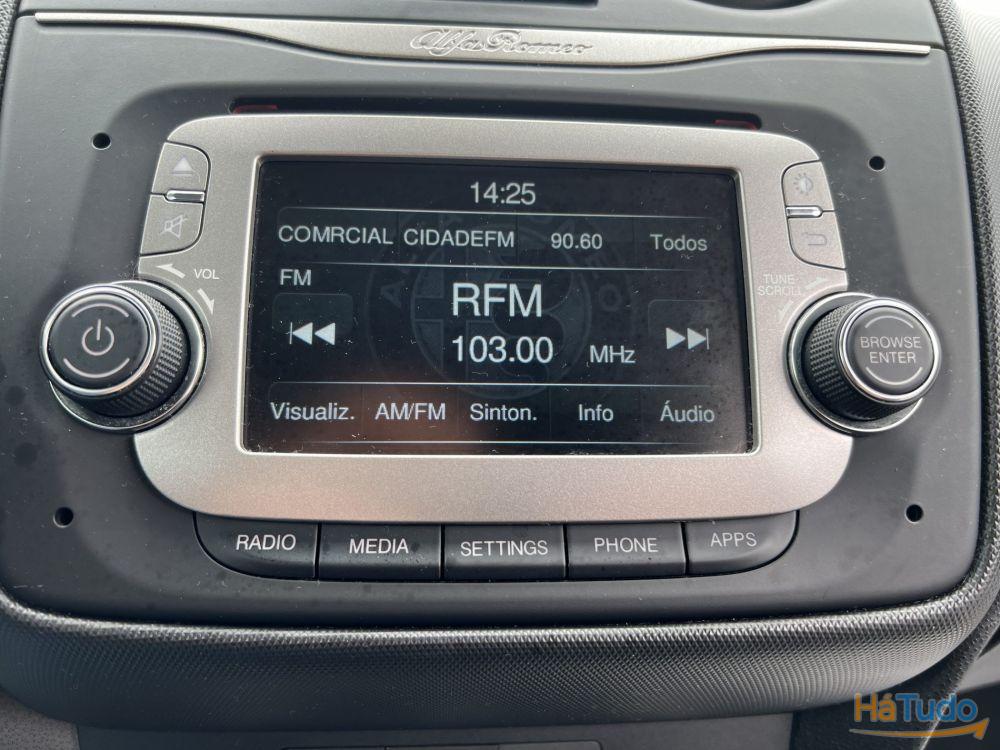 Alfa Romeo
14:25
COMRCIAL CIDADEFM 90.60 Todos
FM
RFM
103.00 MHz
Visualiz. AM/FM Sinton. Info Áudio
VOL
TUNE-
SCROLL
BROWSE
ENTER
RADIO MEDIA SETTINGS PHONE APPS
HáTudo